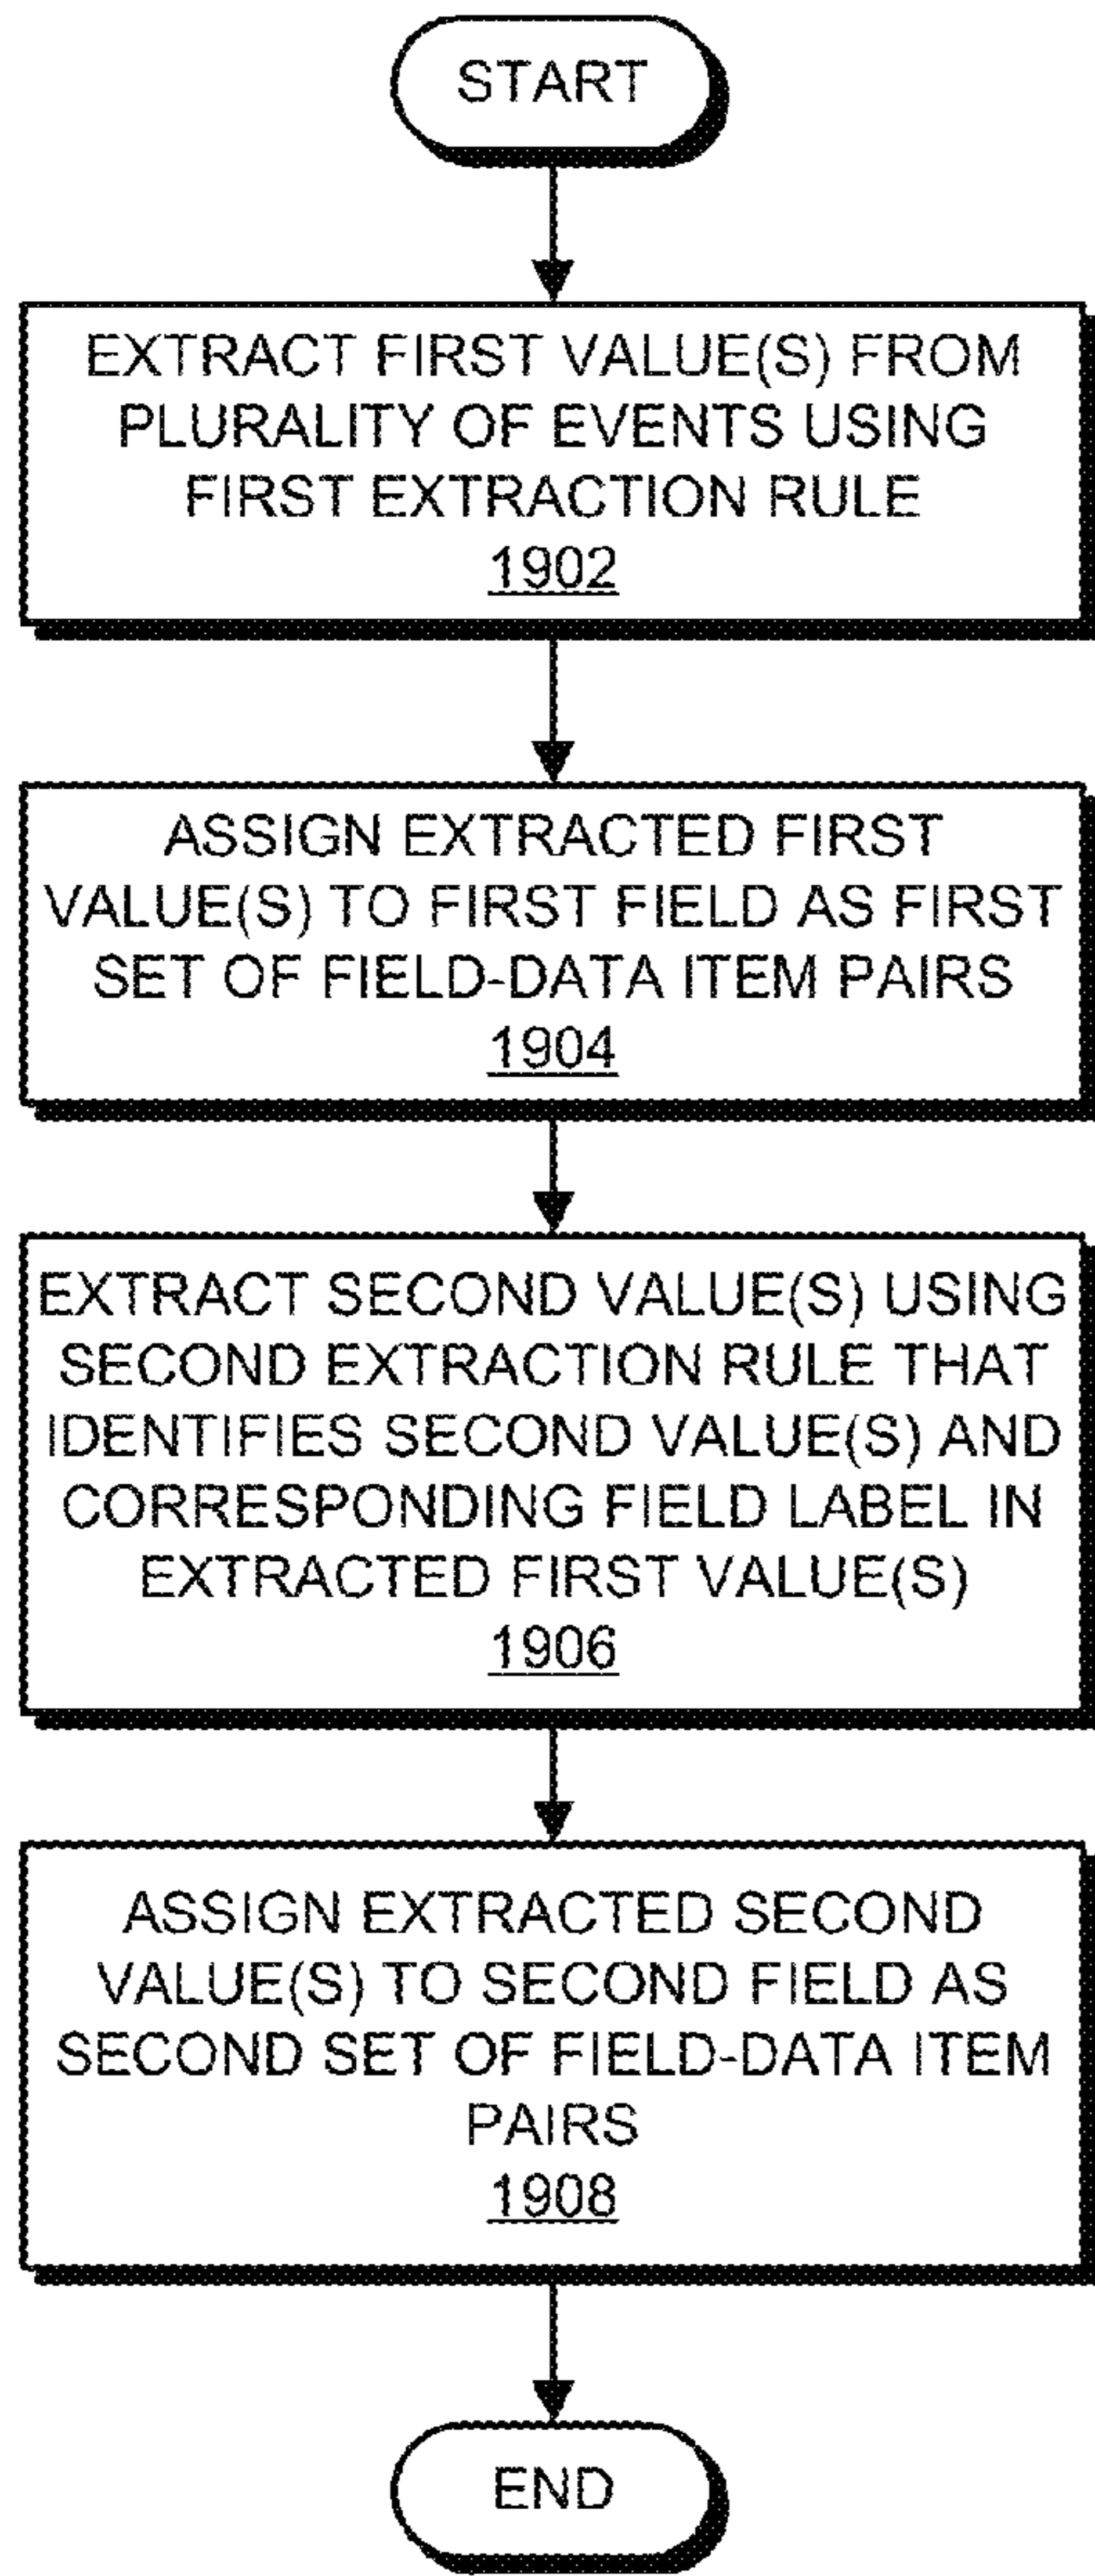 START
EXTRACT FIRST VALUE(S) FROM
PLURALITY OF EVENTS USING
FIRST EXTRACTION RULE
1902
ASSIGN EXTRACTED FIRST
VALUE(S) TO FIRST FIELD AS FIRST
SET OF FIELD-DATA ITEM PAIRS
1904
EXTRACT SECOND VALUE(S) USING
SECOND EXTRACTION RULE THAT
IDENTIFIES SECOND VALUE(S) AND
CORRESPONDING FIELD LABEL IN
EXTRACTED FIRST VALUE(S)
1906
ASSIGN EXTRACTED SECOND
VALUE(S) TO SECOND FIELD AS
SECOND SET OF FIELD-DATA ITEM
PAIRS
1908
END